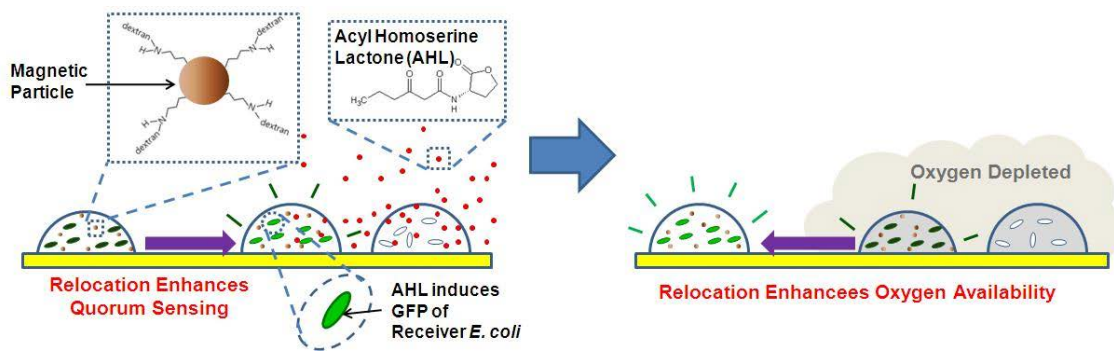 dextran
H
N
dextran
N
H
Magnetic
Particle
H
N
dextran
N
H
dextran
Acyl Homoserine
Lactone (AHL)
O
O
O
O
CH3
N
H
Relocation Enhances
Quorum Sensing
AHL induces
GFP of
Receiver E. coli
Oxygen Depleted
Relocation Enhancees Oxygen Availability